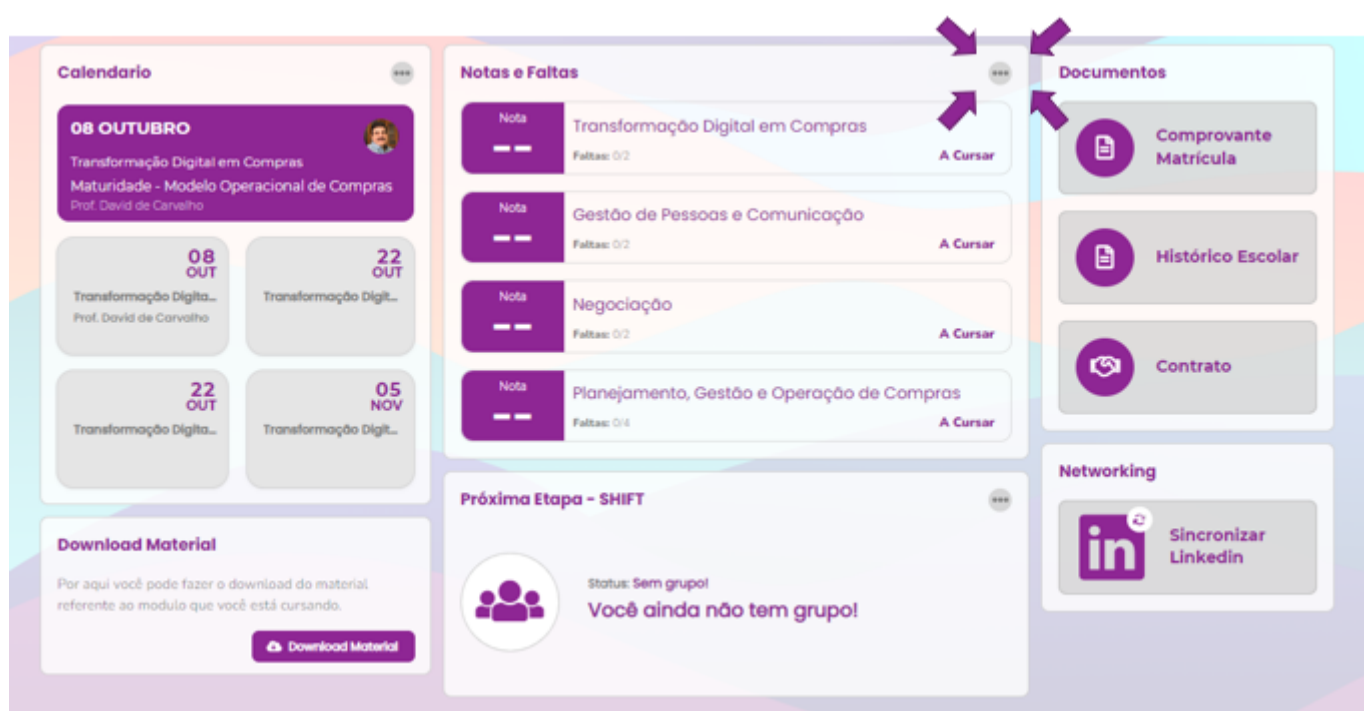 Calendario
08 OUTUBRO
Transformação Digital em Compras
Maturidade - Modelo Operacional de Compras
Prof. David de Carvalho
08
OUT
Transformação Digita...
Prof. David de Carvalho
22
OUT
Transformação Digit...
22
OUT
Transformação Digita...
05
NOV
Transformação Digit...
Download Material
Por aqui você pode fazer o download do material
referente ao modulo que você está cursando.
Download Material
Notas e Faltas
Nota
--
Transformação Digital em Compras
Faltas: 0/2
A Cursar
Nota
--
Gestão de Pessoas e Comunicação
Faltas: 0/2
A Cursar
Nota
--
Negociação
Faltas: 0/2
A Cursar
Nota
--
Planejamento, Gestão e Operação de Compras
Faltas: 0/4
A Cursar
Próxima Etapa - SHIFT
Status: Sem grupo!
Você ainda não tem grupo!
Documentos
Comprovante
Matrícula
Histórico Escolar
Contrato
Networking
in
Sincronizar
Linkedin